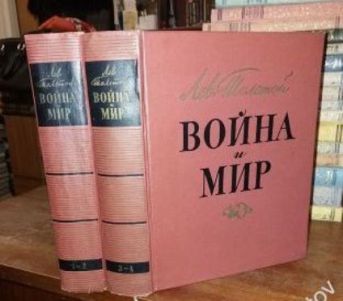 Лев
Толстой
ВОЙНА
и
МИР
1-2
Лев
Толстой
ВОЙНА
и
МИР
3-4
Лев Толстой
ВОЙНА
и
МИР